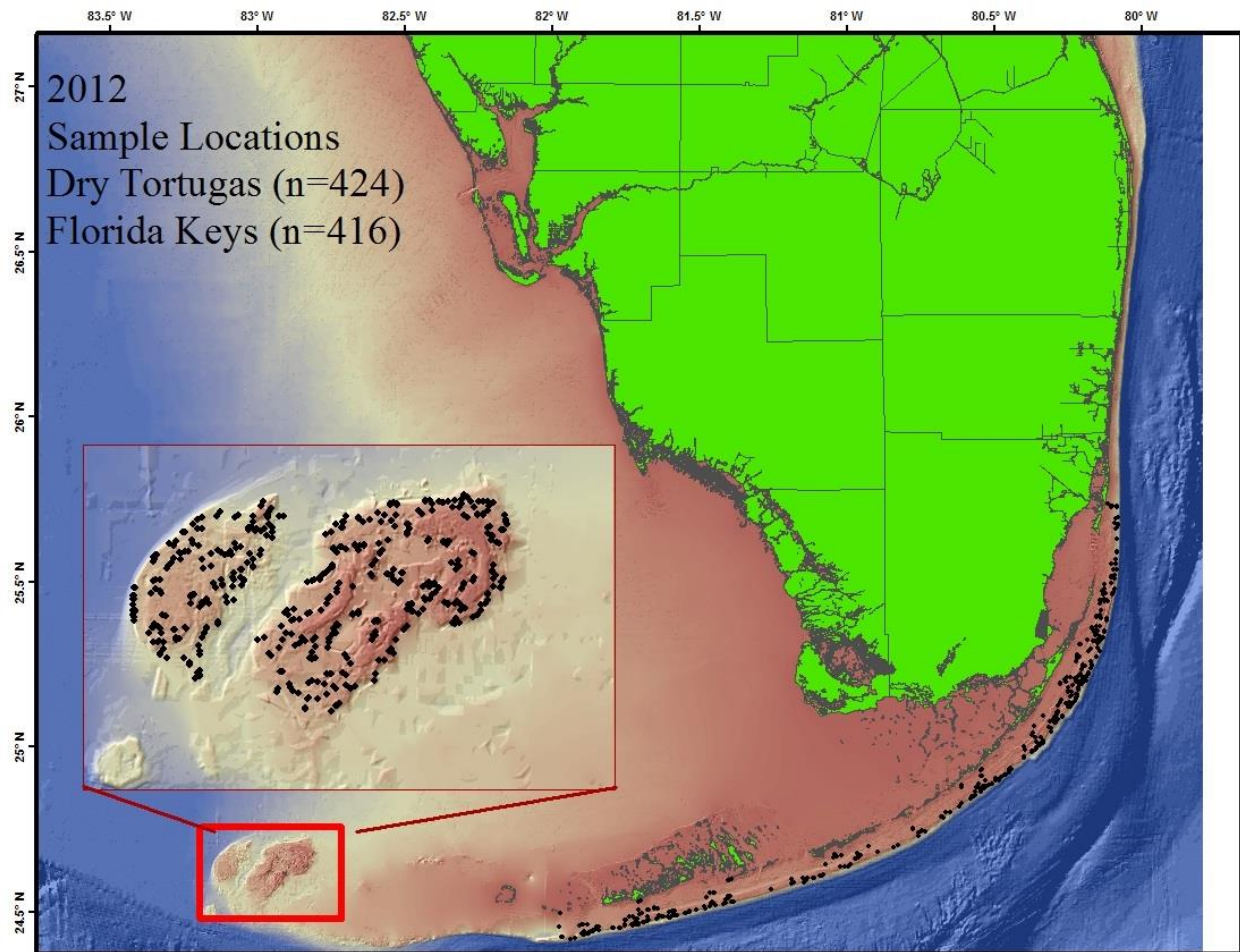 83.5° W 83° W 82.5° W 82° W 81.5° W 81° W 80.5° W 80° W
2012
Sample Locations
Dry Tortugas (n=424)
Florida Keys (n=416)
27° N
26.5° N
26° N
25.5° N
25° N
24.5° N